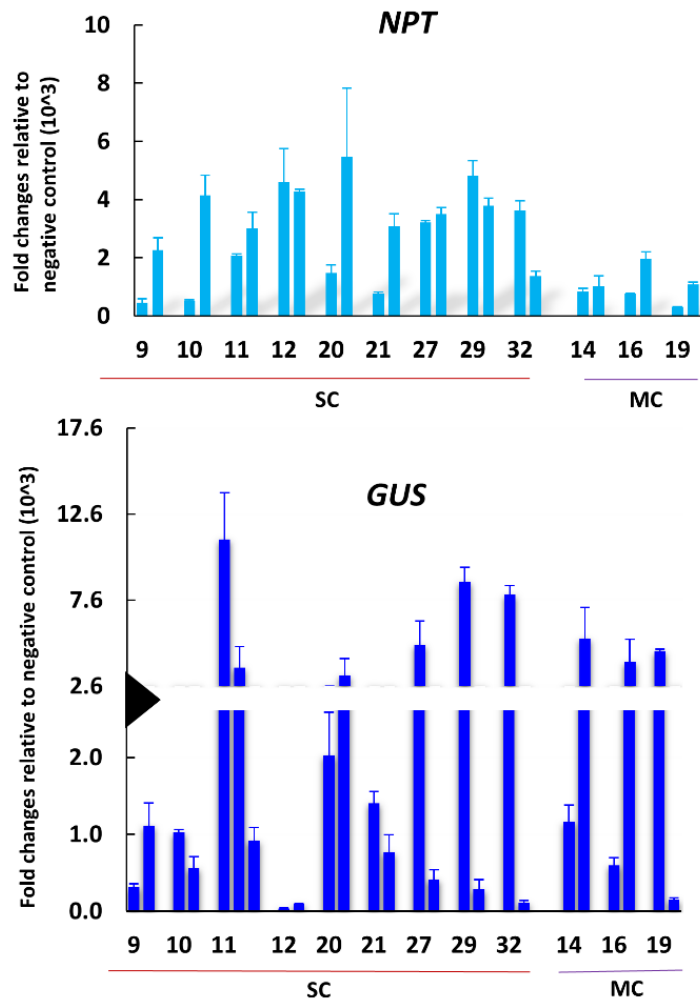 NPT
Fold changes relative to
negative control (10^3)
10
8
6
4
2
0
9 10 11 12 20 21 27 29 32 14 16 19
SC MC
GUS
Fold changes relative to negative control (10^3)
17.6
12.6
7.6
2.6
2.0
1.0
0.0
9 10 11 12 20 21 27 29 32 14 16 19
SC MC